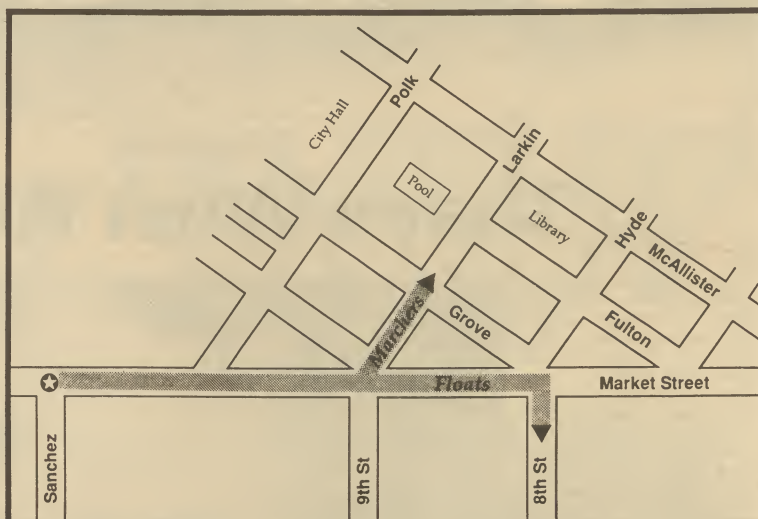 Polk
City Hall
Larkin
Pool
Library
Hyde
McAllister
Marchers
Grove
Fulton
Floats
Market Street
Sanchez
9th St
8th St